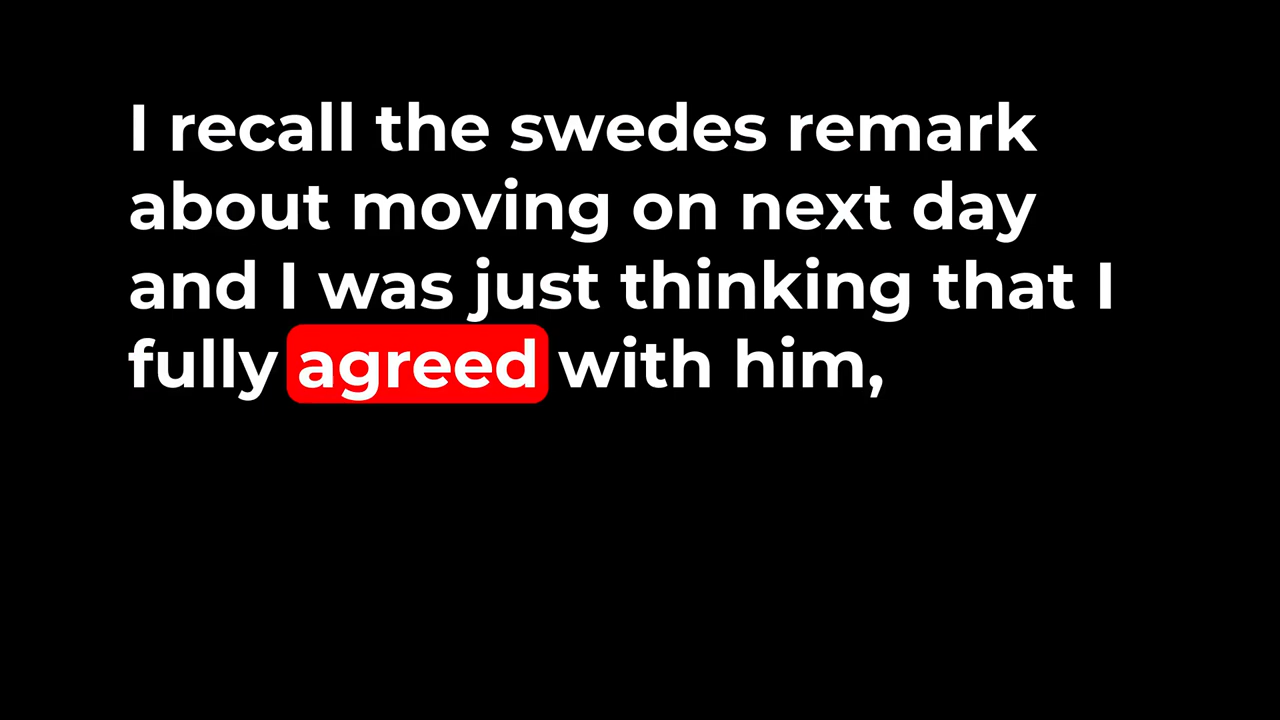 I recall the swedes remark
about moving on next day
and I was just thinking that I
fully agreed with him,